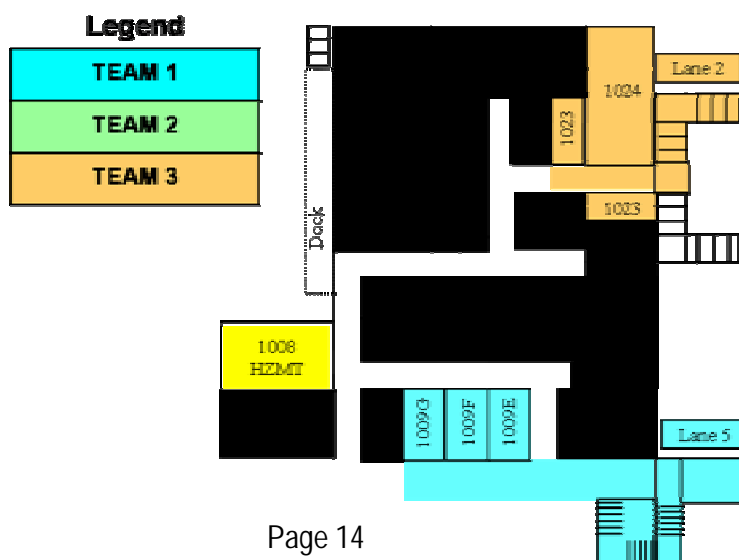 Legend
TEAM 1
TEAM 2
TEAM 3
Lane 2
1024
1023
1023
Dock
1008
HZMT
1009G
1009F
1009E
Lane 5
Page 14